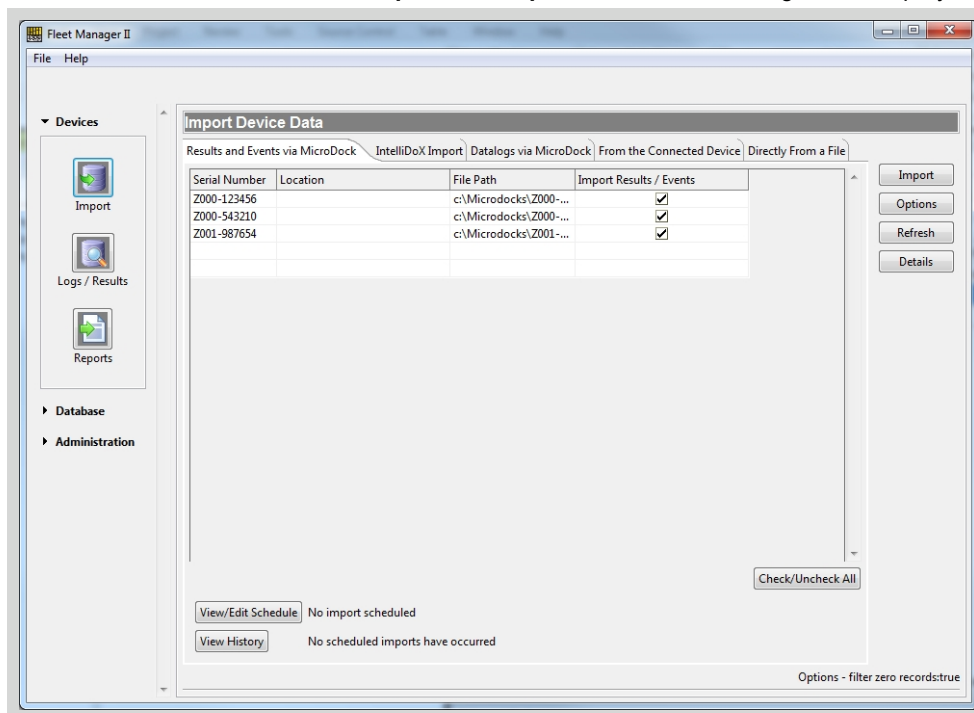 Fleet Manager II
File Help
Devices
Import
Logs / Results
Reports
Database
Administration
Import Device Data
Results and Events via MicroDock IntelliDoX Import Datalogs via MicroDock From the Connected Device Directly From a File
Serial Number Location File Path Import Results / Events
Z000-123456 c:\Microdocks\Z000-...
Z000-543210 c:\Microdocks\Z000-...
Z001-987654 c:\Microdocks\Z001-...
Import
Options
Refresh
Details
Check/Uncheck All
View/Edit Schedule No import scheduled
View History No scheduled imports have occurred
Options - filter zero records:true